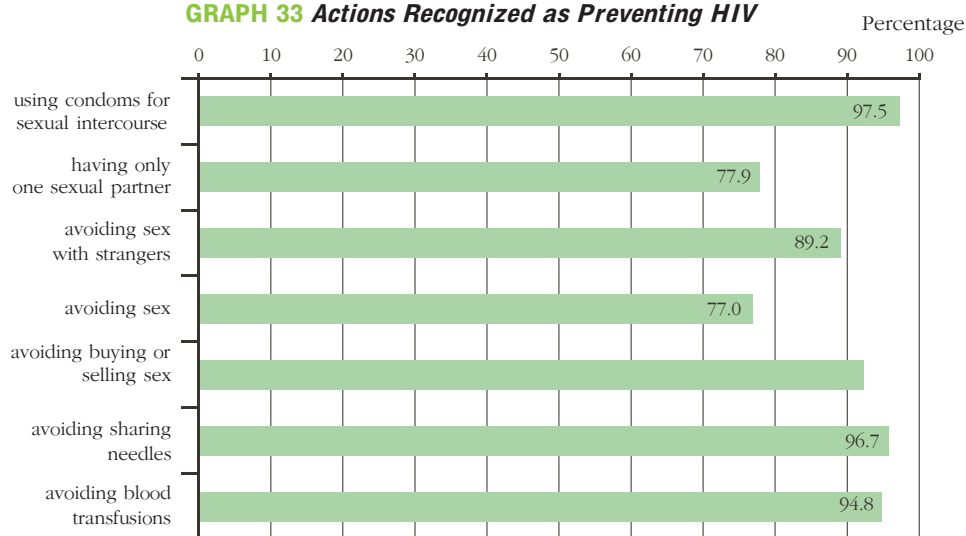 GRAPH 33 Actions Recognized as Preventing HIV
Percentage
0 10 20 30 40 50 60 70 80 90 100
using condoms for
sexual intercourse
97.5
having only
one sexual partner
77.9
avoiding sex
with strangers
89.2
avoiding sex
77.0
avoiding buying or
selling sex
avoiding sharing
needles
96.7
avoiding blood
transfusions
94.8